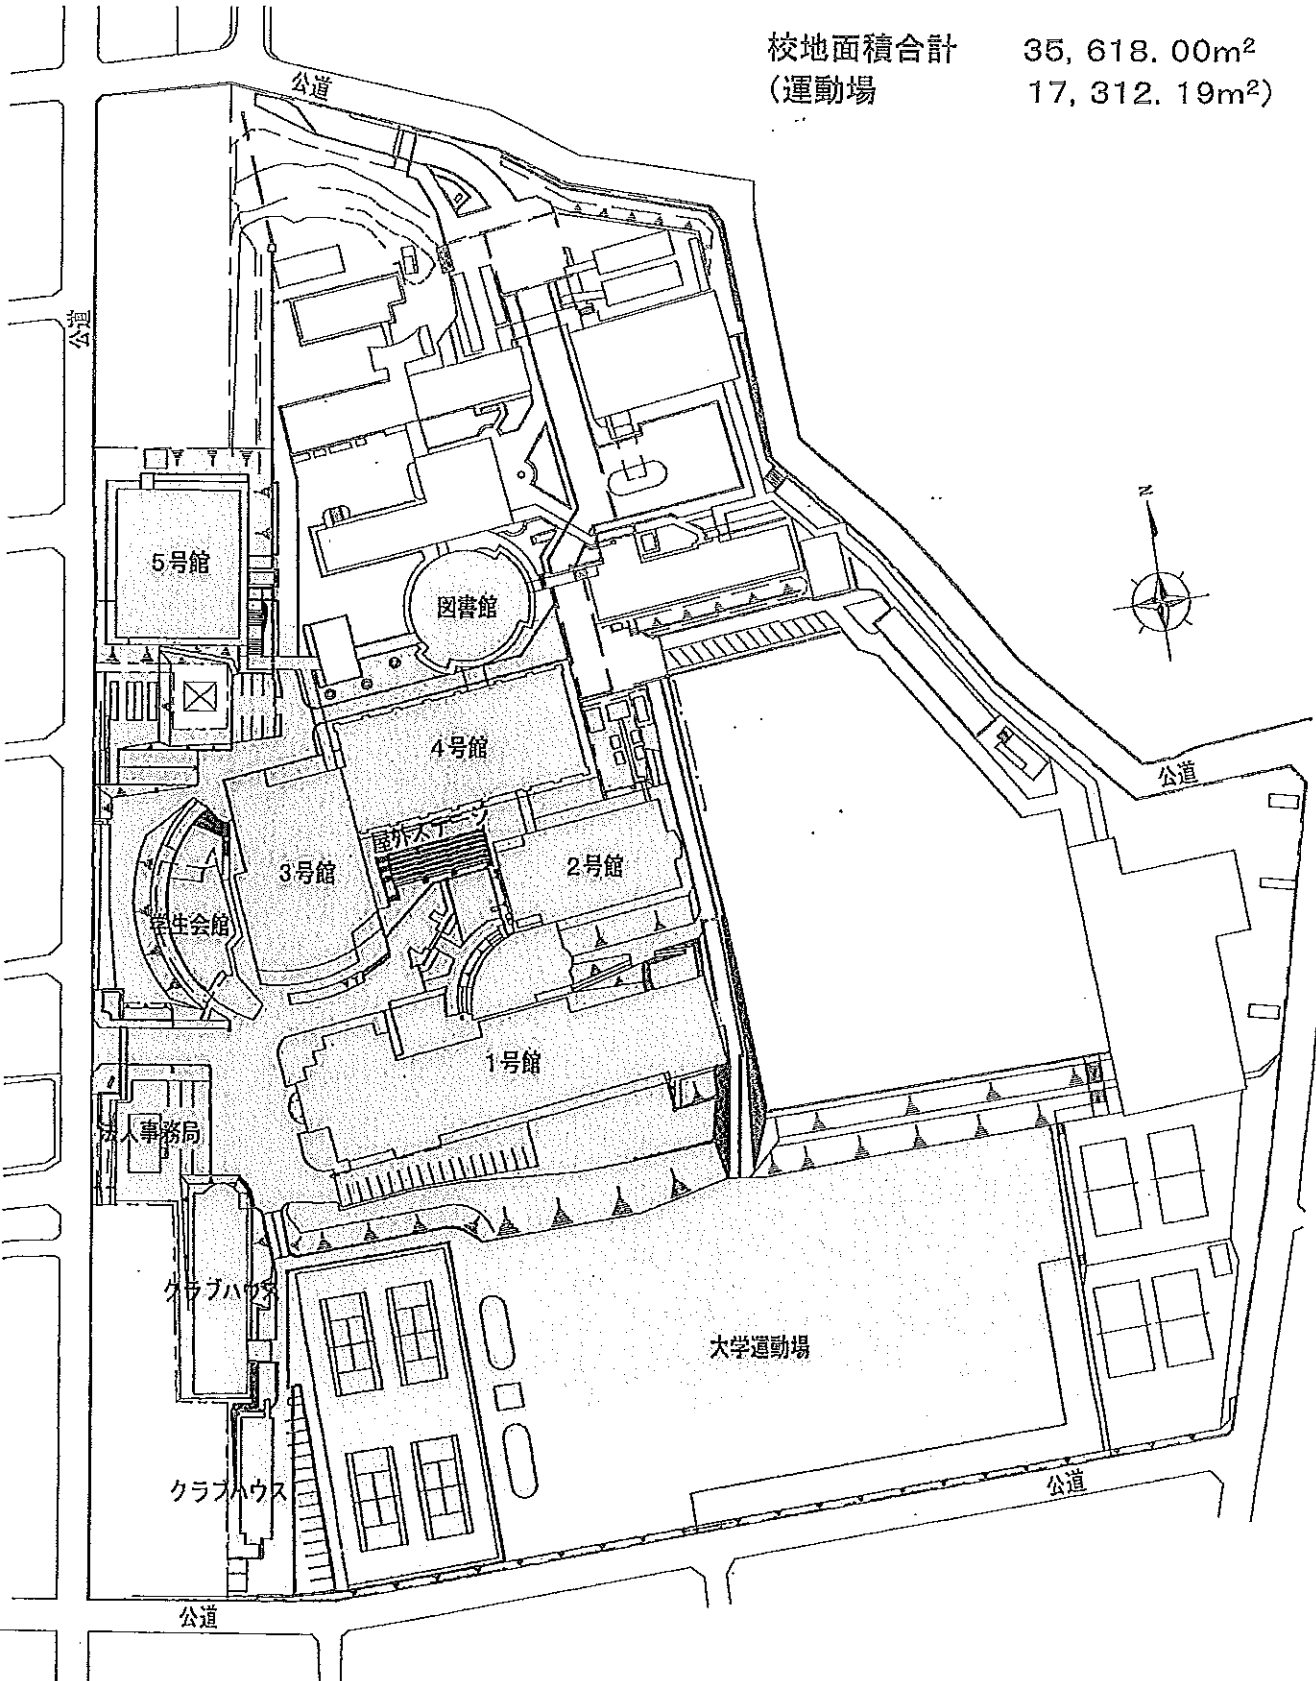 校地面積合計 35,618.00m²
(運動場 17,312.19m²)
公道
公道
N
5号館
図書館
4号館
公道
屋外ステージ
3号館
2号館
学生会館
1号館
法人事務局
クラブハウス
大学運動場
クラブハウス
公道
公道